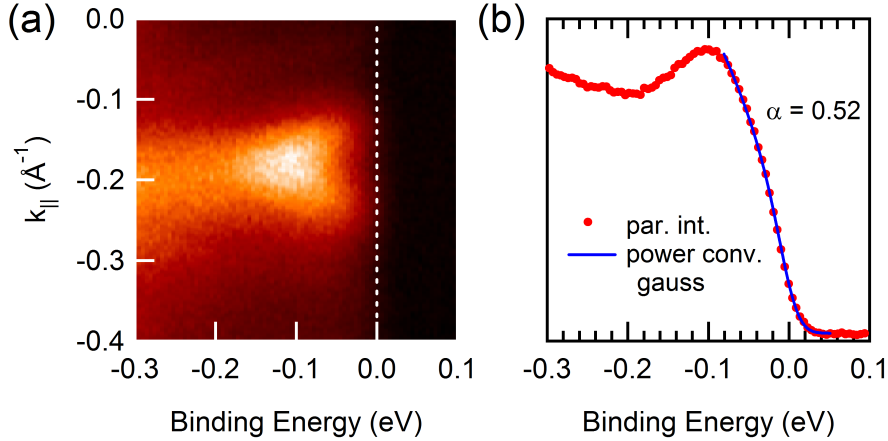 (a)
0.0
-0.1
-0.2
-0.3
-0.4
k|| (Å-1)
-0.3 -0.2 -0.1 0.0 0.1
Binding Energy (eV)
(b)
α = 0.52
par. int.
power conv.
gauss
-0.3 -0.2 -0.1 0.0 0.1
Binding Energy (eV)